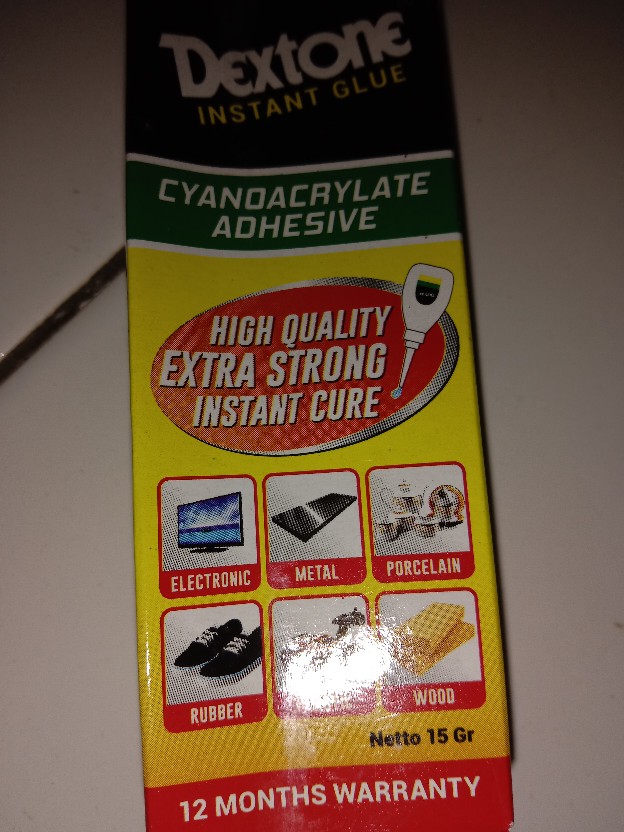 Dextone
INSTANT GLUE
CYANOACRYLATE
ADHESIVE
HIGH QUALITY
EXTRA STRONG
INSTANT CURE
ELECTRONIC
METAL
PORCELAIN
RUBBER
WOOD
Netto 15 Gr
12 MONTHS WARRANTY